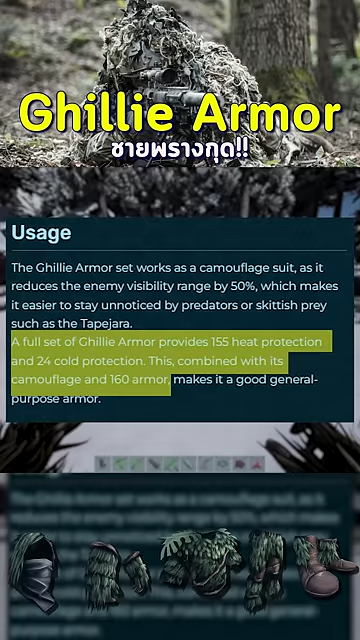 Ghillie Armor
ชายพรางกุด!!
Usage
The Ghillie Armor set works as a camouflage suit, as it
reduces the enemy visibility range by 50%, which makes
it easier to stay unnoticed by predators or skittish prey
such as the Tapejara.
A full set of Ghillie Armor provides 155 heat protection
and 24 cold protection. This, combined with its
camouflage and 160 armor, makes it a good general-
purpose armor.